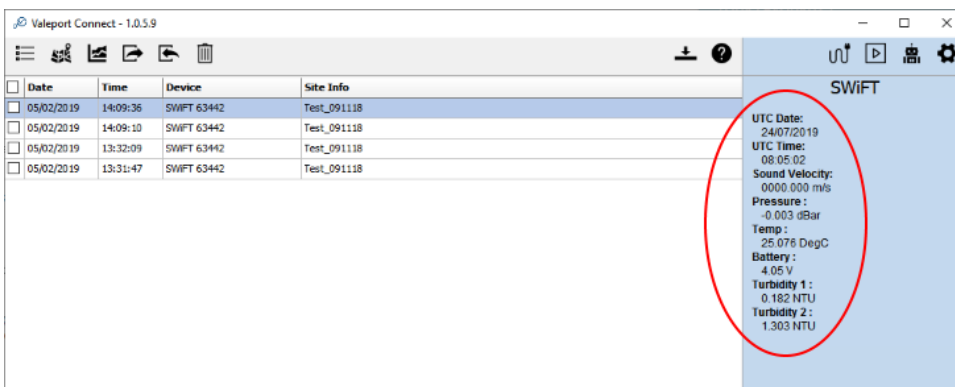 Valeport Connect - 1.0.5.9
Date Time Device Site Info
05/02/2019 14:09:36 SWiFT 63442 Test_091118
05/02/2019 14:09:10 SWiFT 63442 Test_091118
05/02/2019 13:32:09 SWiFT 63442 Test_091118
05/02/2019 13:31:47 SWiFT 63442 Test_091118
SWiFT
UTC Date:
24/07/2019
UTC Time:
08:05:02
Sound Velocity:
0000.000 m/s
Pressure :
-0.003 dBar
Temp :
25.076 DegC
Battery :
4.05 V
Turbidity 1 :
0.182 NTU
Turbidity 2 :
1.303 NTU